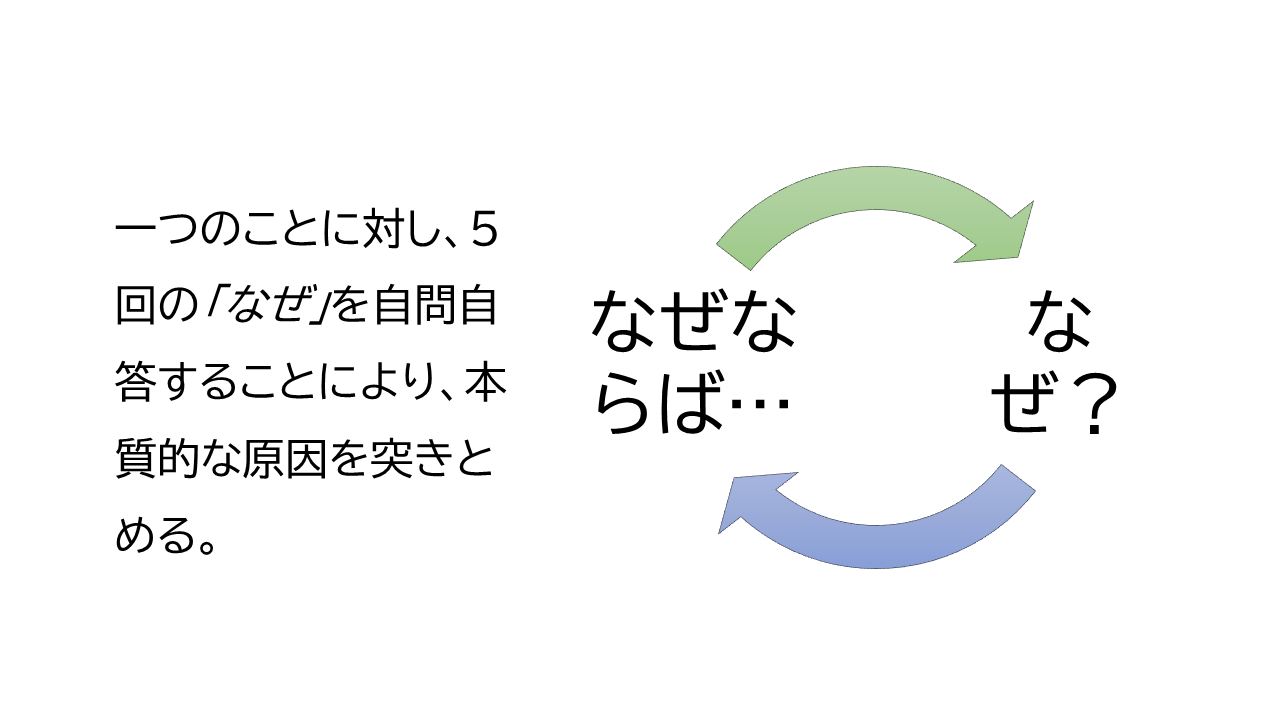 一つのことに対し、５
回の「なぜ」を自問自
答することにより、本
質的な原因を突きと
める。
なぜな
らば…
な
ぜ？